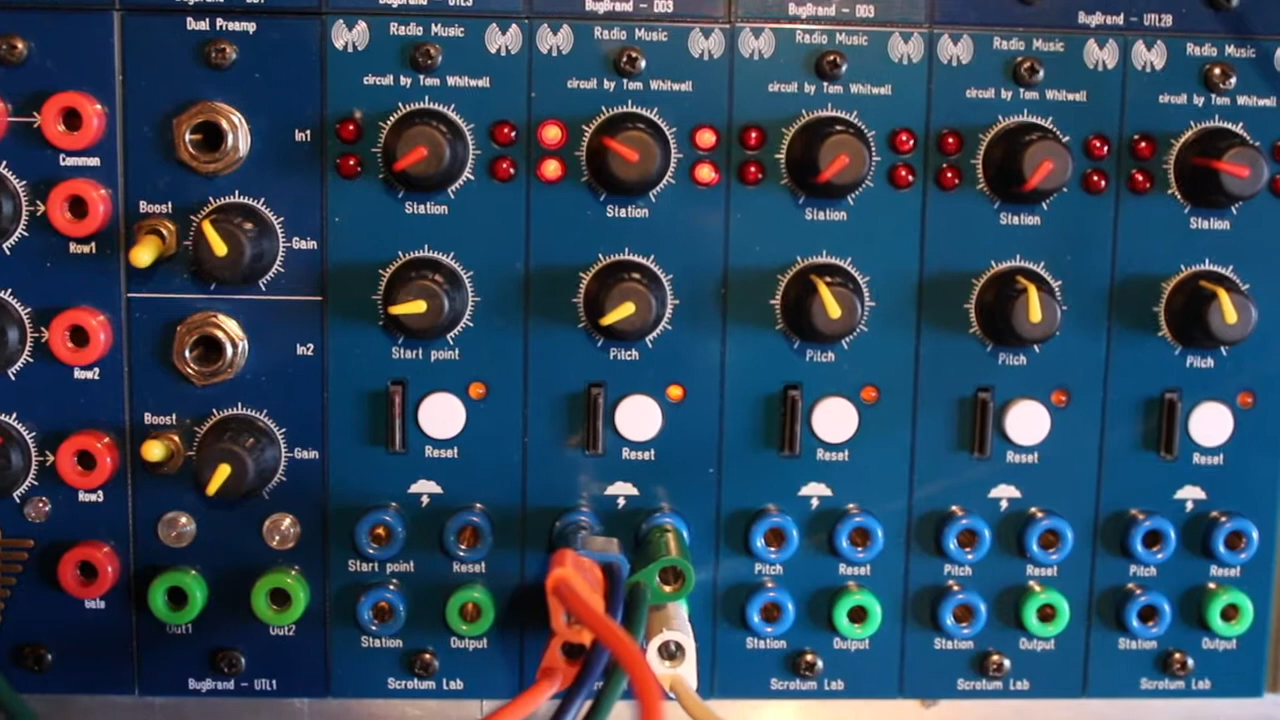 BugBrand - DD3
BugBrand - DD3
BugBrand - UTL2B
Common
Row1
Row2
Row3
Dual Preamp
In1
Boost
Gain
In2
Boost
Gain
Out1
Out2
BugBrand - UTL1
Radio Music
circuit by Tom Whitwell
Station
Start point
Reset
Start point
Reset
Station
Output
Scrotum Lab
Radio Music
circuit by Tom Whitwell
Station
Pitch
Reset
Radio Music
circuit by Tom Whitwell
Station
Pitch
Reset
Pitch
Reset
Station
Output
Scrotum Lab
Radio Music
circuit by Tom Whitwell
Station
Pitch
Reset
Pitch
Reset
Station
Output
Scrotum Lab
Radio Music
circuit by Tom Whitwell
Station
Pitch
Reset
Pitch
Reset
Station
Output
Scrotum Lab